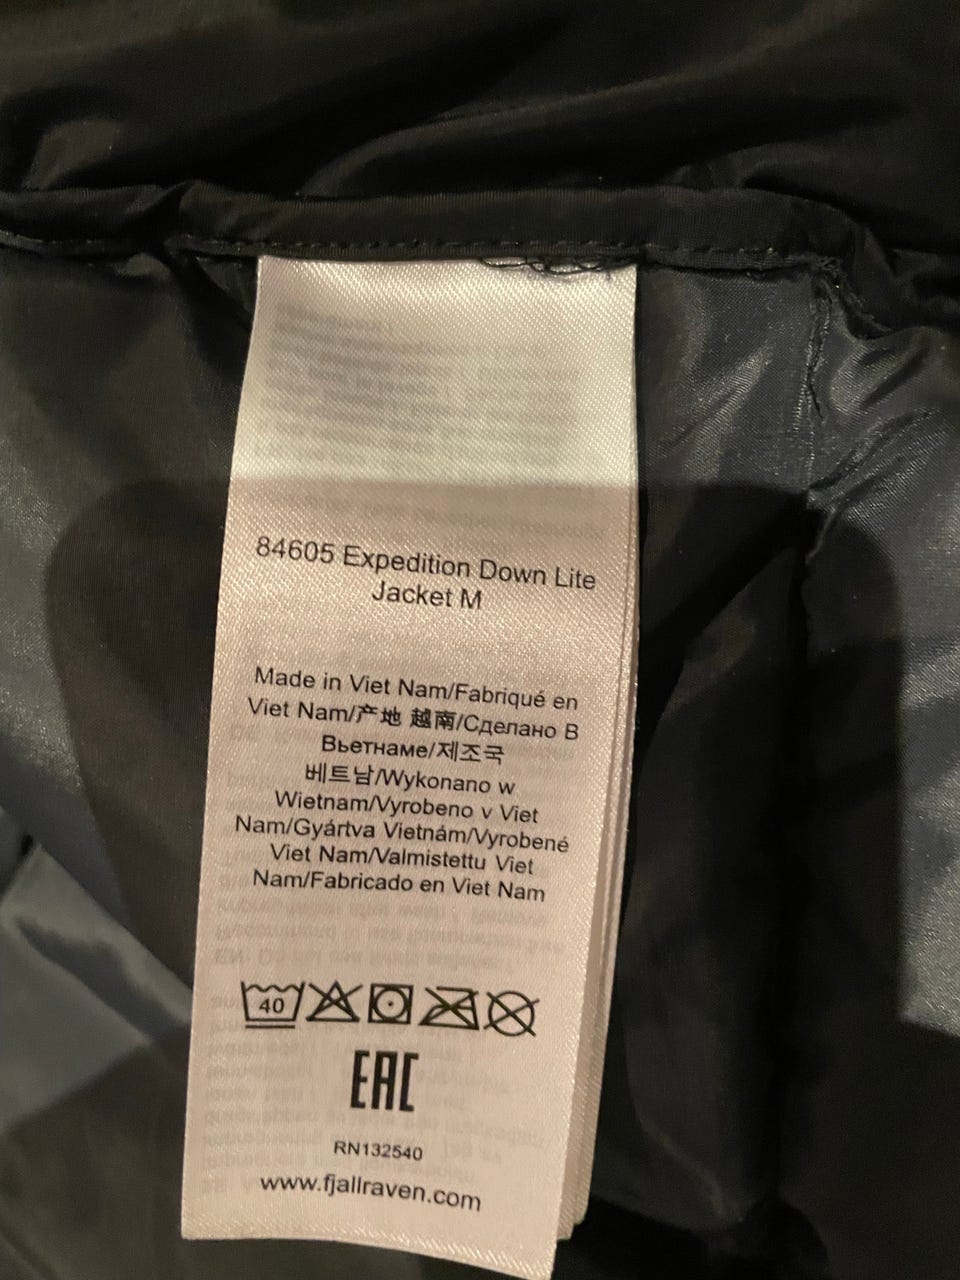 84605 Expedition Down Lite
Jacket M
Made in Viet Nam/Fabriqué en
Viet Nam/产地 越南/Сделано В
Вьетнаме/제조국
베트남/Wykonano w
Wietnam/Vyrobeno v Viet
Nam/Gyártva Vietnám/Vyrobené
Viet Nam/Valmistettu Viet
Nam/Fabricado en Viet Nam
40
EAC
RN132540
www.fjallraven.com